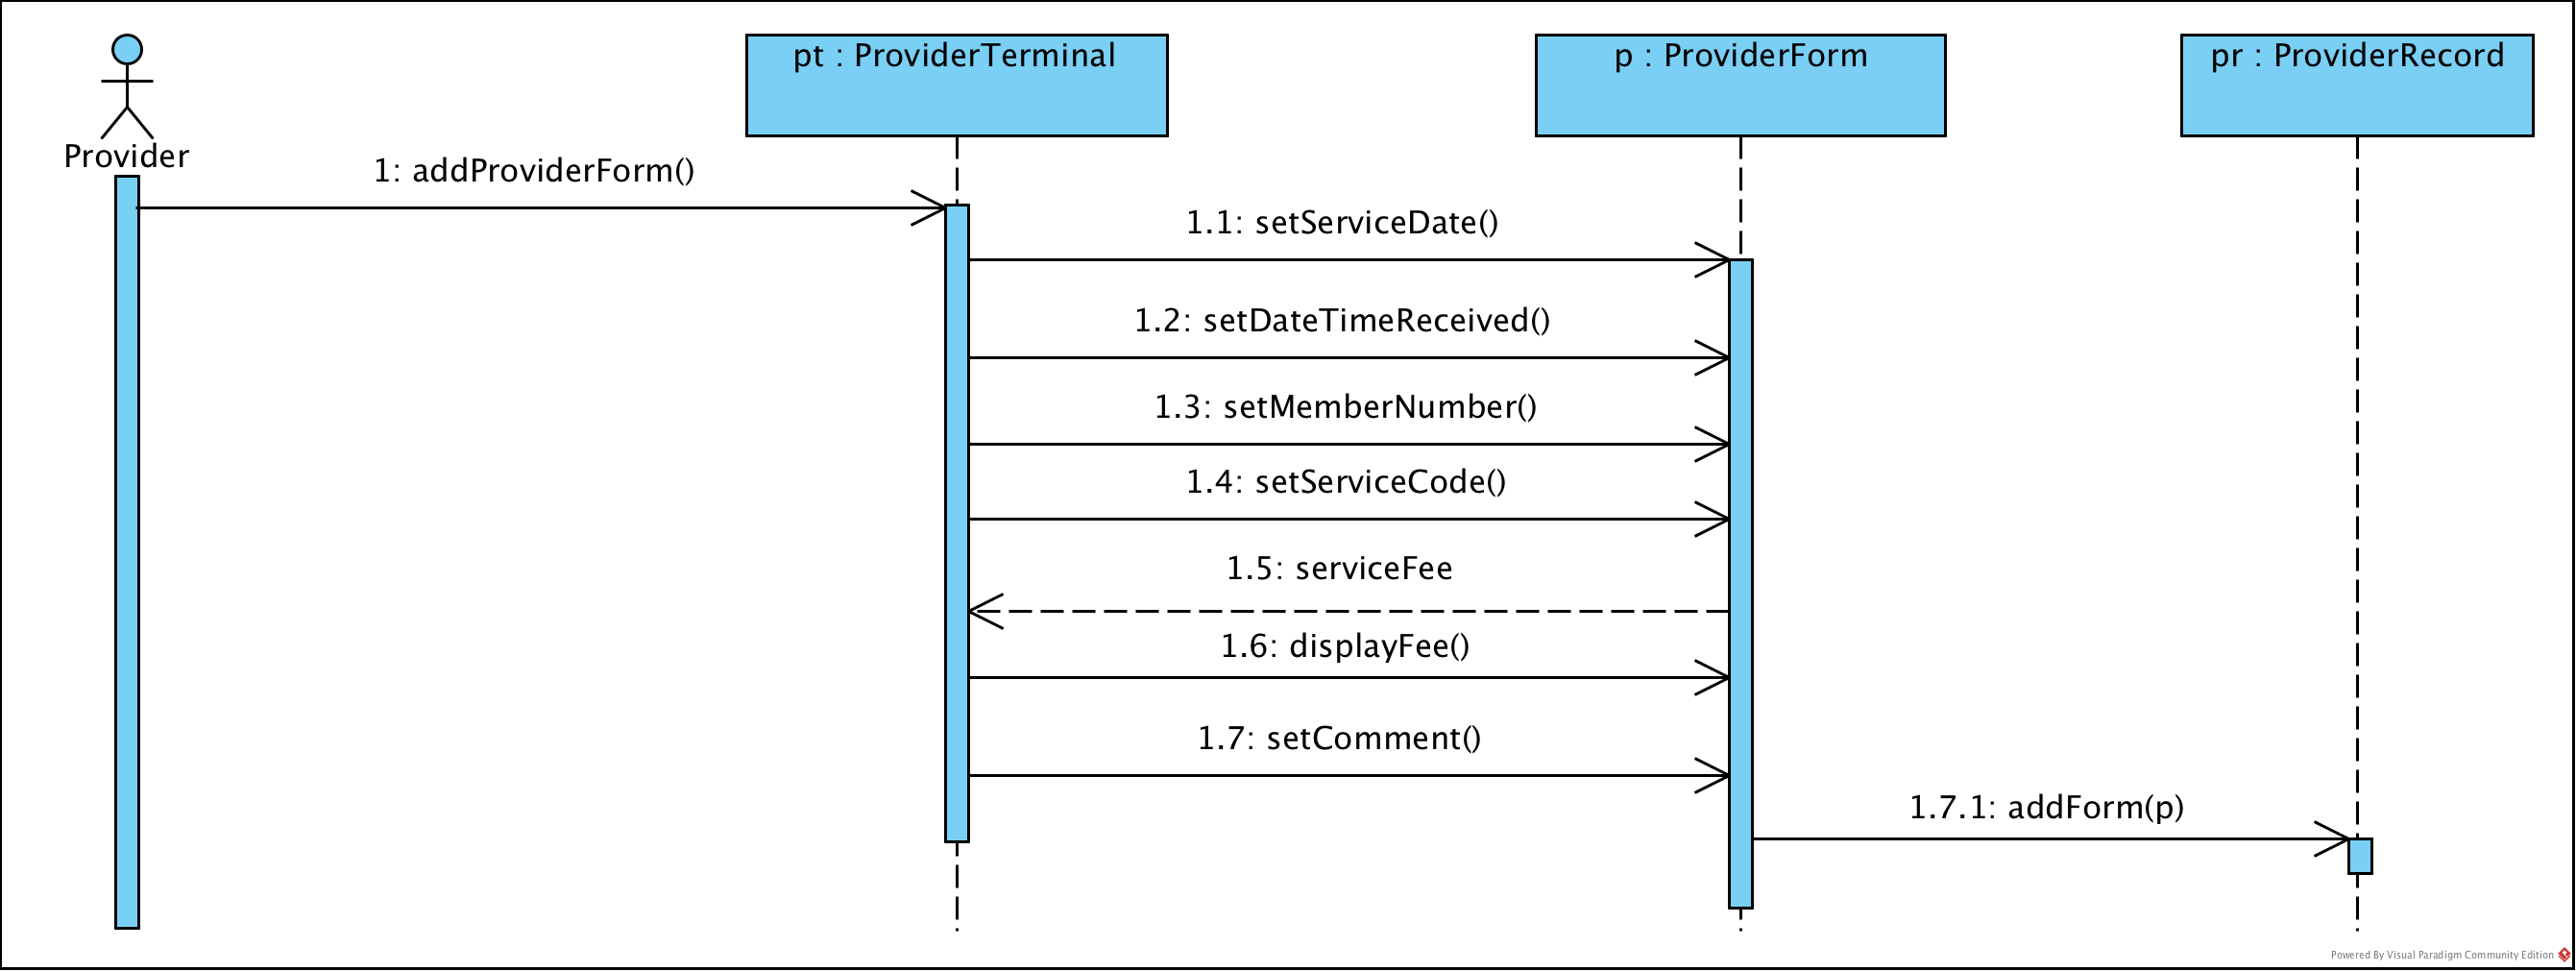 pt : ProviderTerminal
p : ProviderForm
pr : ProviderRecord
Provider
1: addProviderForm()
1.1: setServiceDate()
1.2: setDateTimeReceived()
1.3: setMemberNumber()
1.4: setServiceCode()
1.5: serviceFee
1.6: displayFee()
1.7: setComment()
1.7.1: addForm(p)
Powered By Visual Paradigm Community Edition